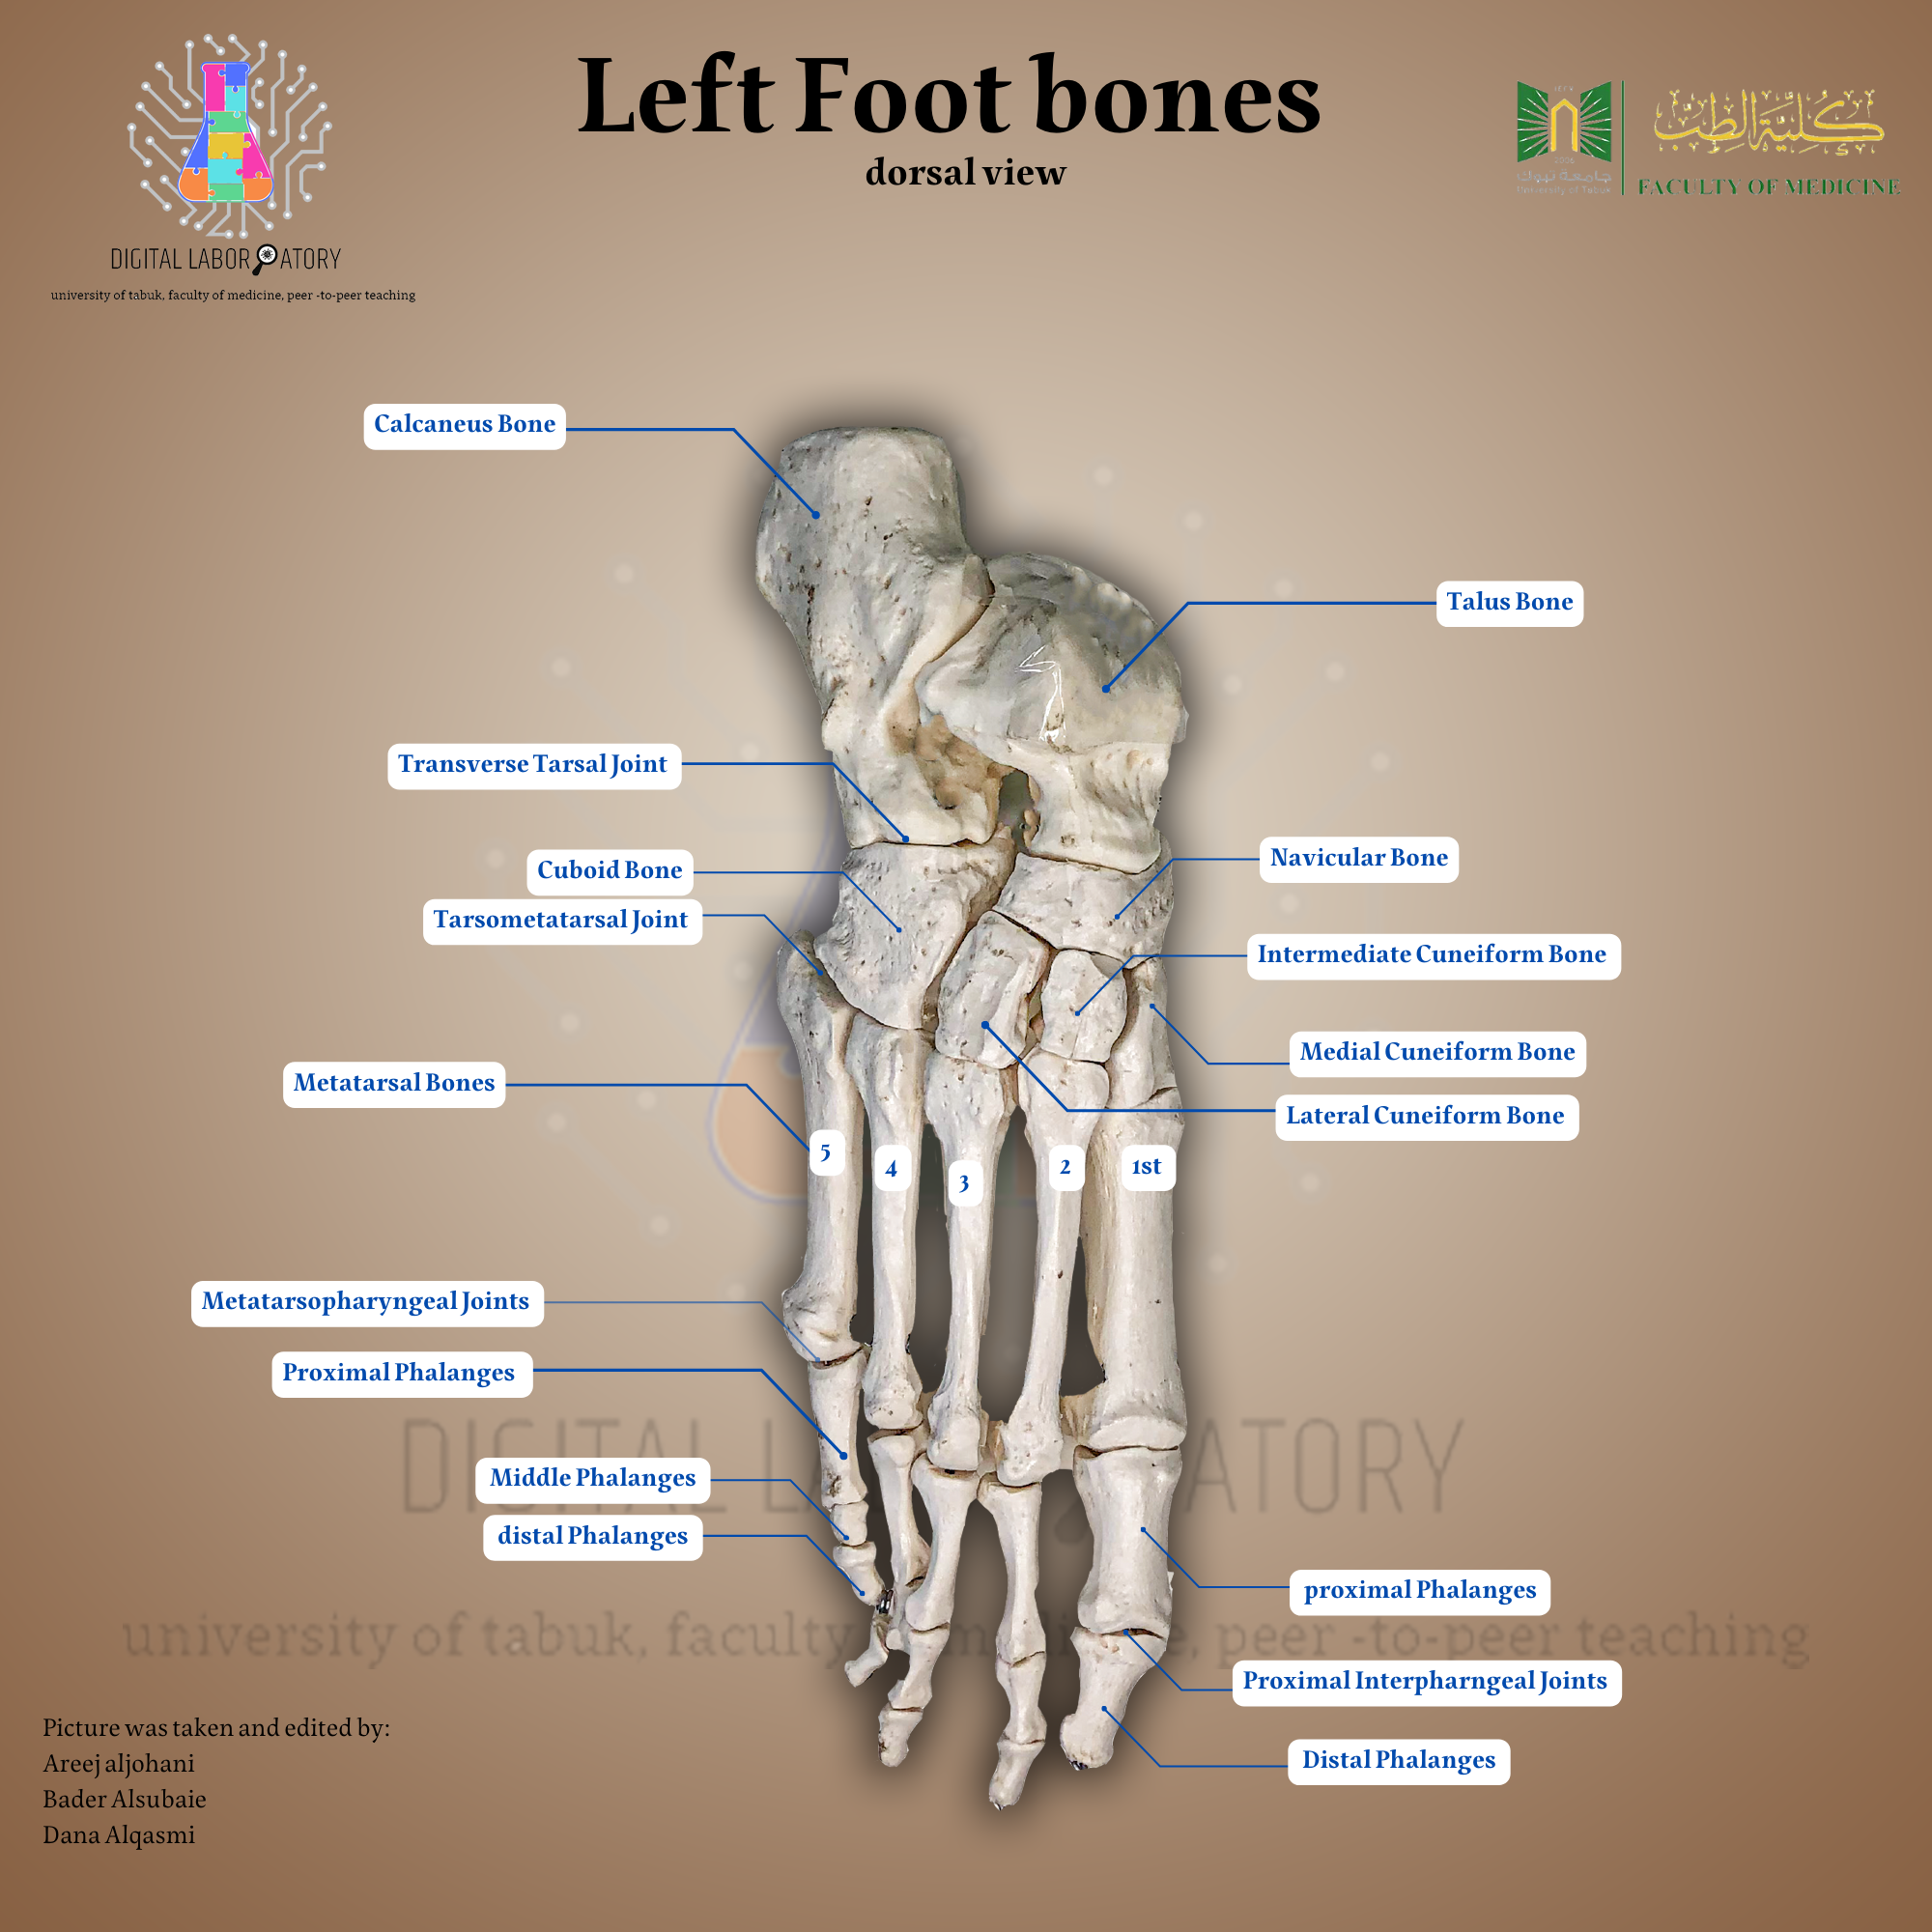 Left Foot bones
dorsal view
DIGITAL LABORATORY
university of tabuk, faculty of medicine, peer -to-peer teaching
١٤٢٧
2006
جامعة تبوك
University of Tabuk
كلية الطب
FACULTY OF MEDICINE
Calcaneus Bone
Talus Bone
Transverse Tarsal Joint
Navicular Bone
Cuboid Bone
Tarsometatarsal Joint
Intermediate Cuneiform Bone
Medial Cuneiform Bone
Metatarsal Bones
Lateral Cuneiform Bone
5
4
3
2
1st
Metatarsopharyngeal Joints
Proximal Phalanges
Middle Phalanges
distal Phalanges
proximal Phalanges
Proximal Interpharngeal Joints
Distal Phalanges
DIGITAL L ATORY
university of tabuk, faculty m e, peer -to-peer teaching
Picture was taken and edited by:
Areej aljohani
Bader Alsubaie
Dana Alqasmi